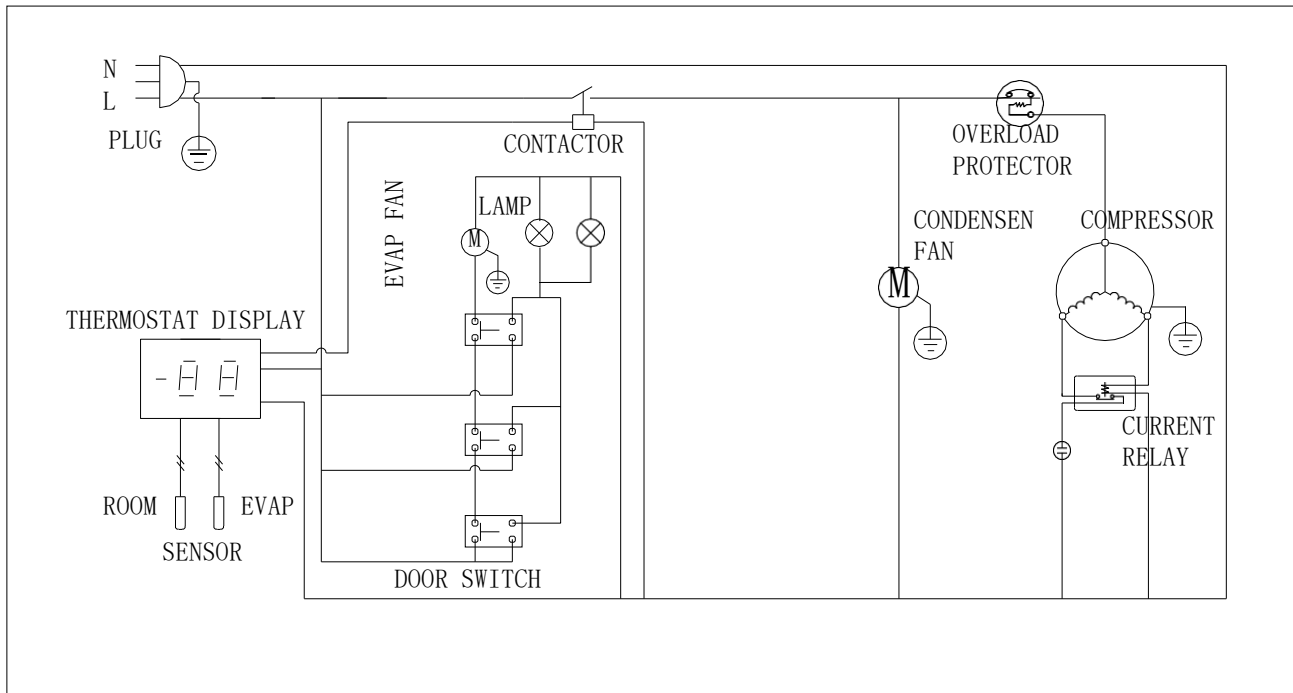 N
L
PLUG
CONTACTOR
OVERLOAD
PROTECTOR
EVAP FAN
LAMP
M
CONDENSEN
FAN
M
COMPRESSOR
THERMOSTAT DISPLAY
-88
CURRENT
RELAY
ROOM
EVAP
SENSOR
DOOR SWITCH